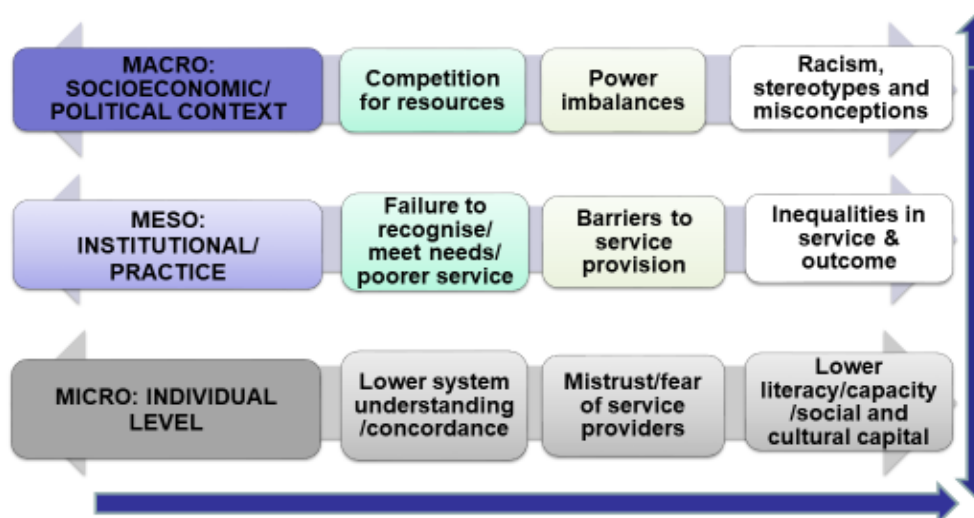 MACRO:
SOCIOECONOMIC/
POLITICAL CONTEXT
Competition
for resources
Power
imbalances
Racism,
stereotypes and
misconceptions
MESO:
INSTITUTIONAL/
PRACTICE
Failure to
recognise/
meet needs/
poorer service
Barriers to
service
provision
Inequalities in
service &
outcome
MICRO: INDIVIDUAL
LEVEL
Lower system
understanding
/concordance
Mistrust/fear
of service
providers
Lower
literacy/capacity
/social and
cultural capital